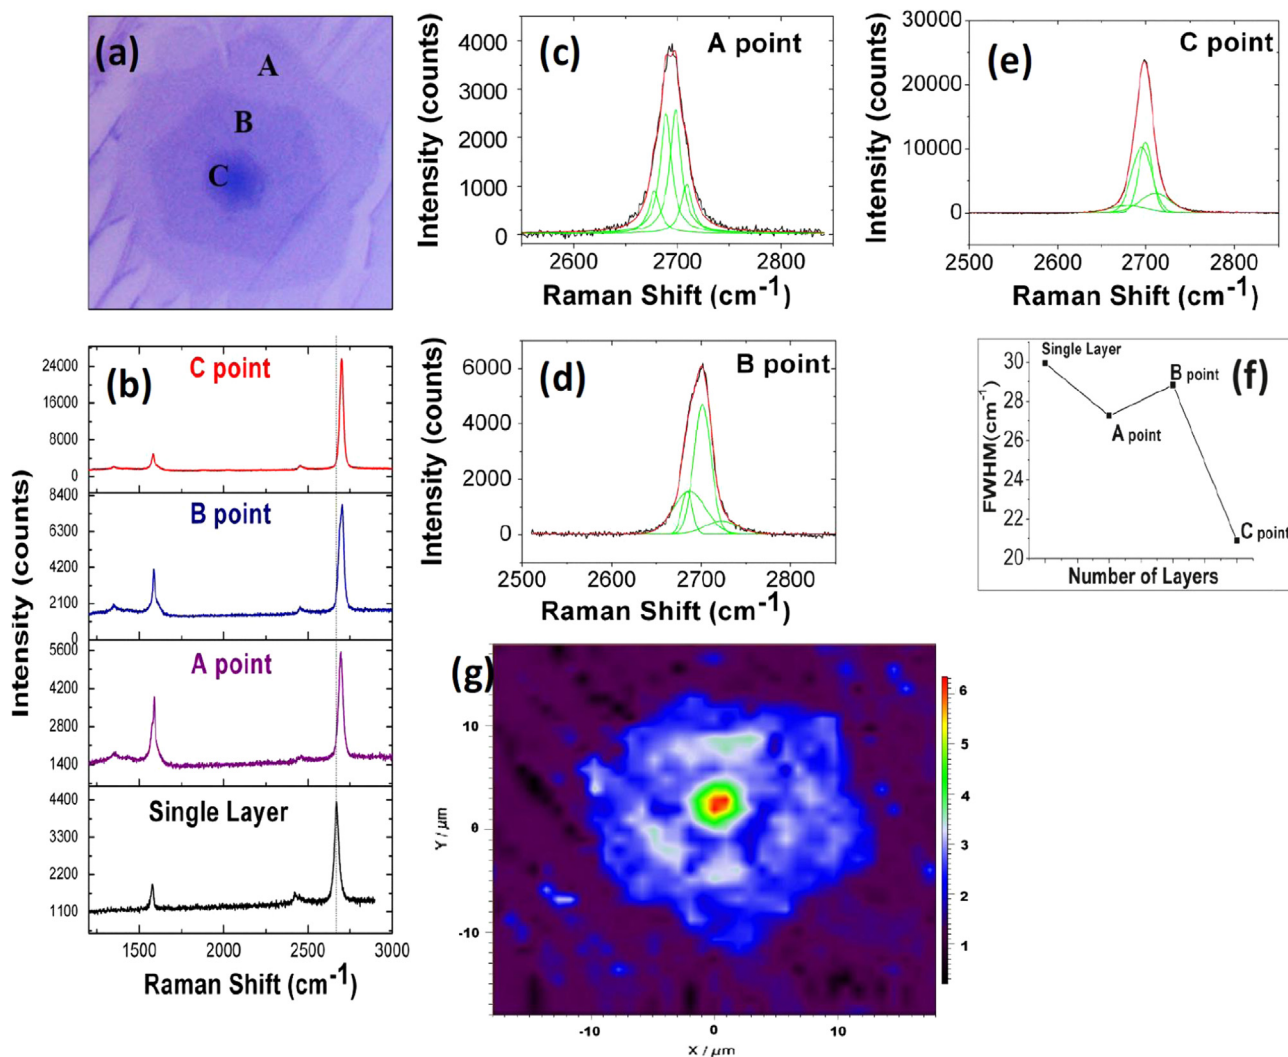 (a)
A
B
C
(b)
Intensity (counts)
C point
24000
16000
8000
0
B point
8400
6300
4200
2100
0
A point
5600
4200
2800
1400
Single Layer
4400
3300
2200
1100
1500 2000 2500 3000
Raman Shift (cm-1)
(c)
A point
Intensity (counts)
4000
3000
2000
1000
0
2600 2700 2800
Raman Shift (cm-1)
(d)
B point
Intensity (counts)
6000
4000
2000
0
2500 2600 2700 2800
Raman Shift (cm-1)
(e)
C point
Intensity (counts)
30000
20000
10000
0
2500 2600 2700 2800
Raman Shift (cm-1)
(f)
FWHM(cm-1)
30
28
26
24
22
20
Single Layer
A point
B point
C point
Number of Layers
(g)
Y / µm
10
0
-10
-10 0 10
X / µm
6
5
4
3
2
1